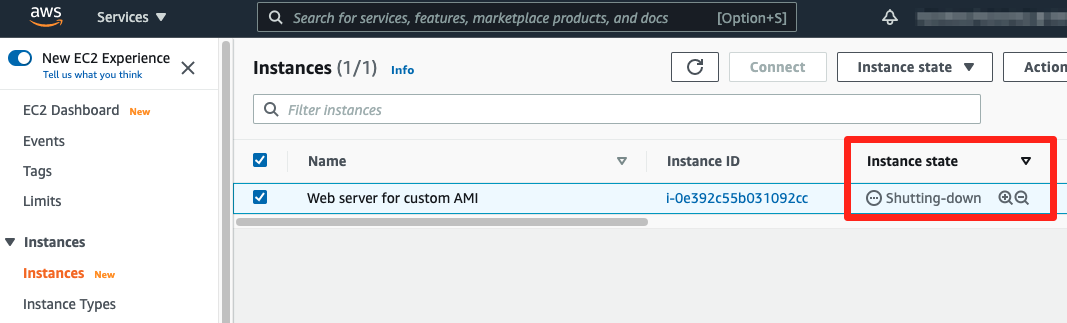 aws Services Search for services, features, marketplace products, and docs [Option+S]
New EC2 Experience
Tell us what you think
EC2 Dashboard New
Events
Tags
Limits
Instances
Instances New
Instance Types
Instances (1/1) Info Connect Instance state Action
Filter instances
Name Instance ID Instance state
Web server for custom AMI i-0e392c55b031092cc Shutting-down